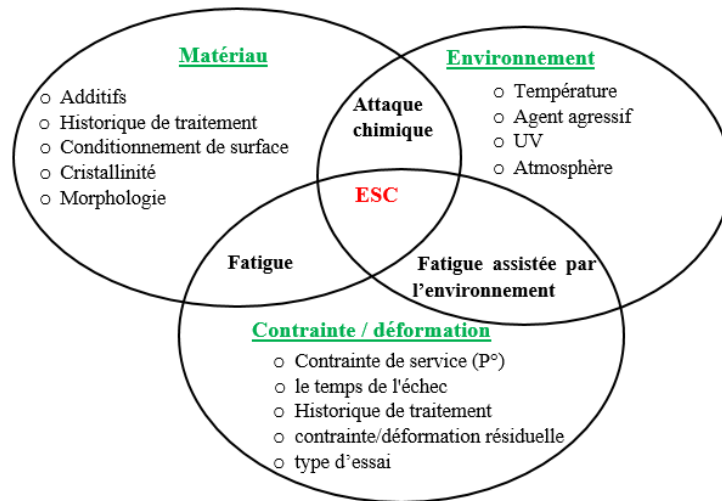 Matériau
○ Additifs
○ Historique de traitement
○ Conditionnement de surface
○ Cristallinité
○ Morphologie
Attaque
chimique
Environnement
○ Température
○ Agent agressif
○ UV
○ Atmosphère
ESC
Fatigue
Fatigue assistée par
l’environnement
Contrainte / déformation
○ Contrainte de service (P°)
○ le temps de l'échec
○ Historique de traitement
○ contrainte/déformation résiduelle
○ type d’essai